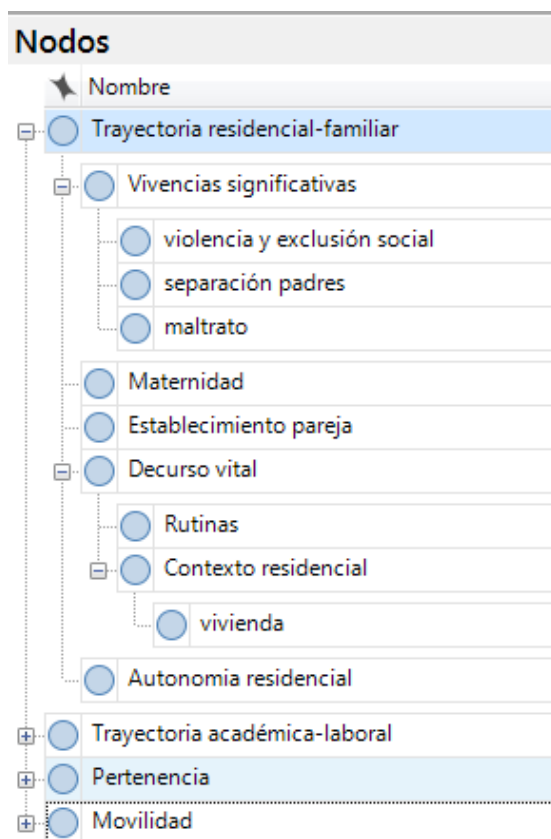 Nodos
Nombre
Trayectoria residencial-familiar
Vivencias significativas
violencia y exclusión social
separación padres
maltrato
Maternidad
Establecimiento pareja
Decurso vital
Rutinas
Contexto residencial
vivienda
Autonomia residencial
Trayectoria académica-laboral
Pertenencia
Movilidad